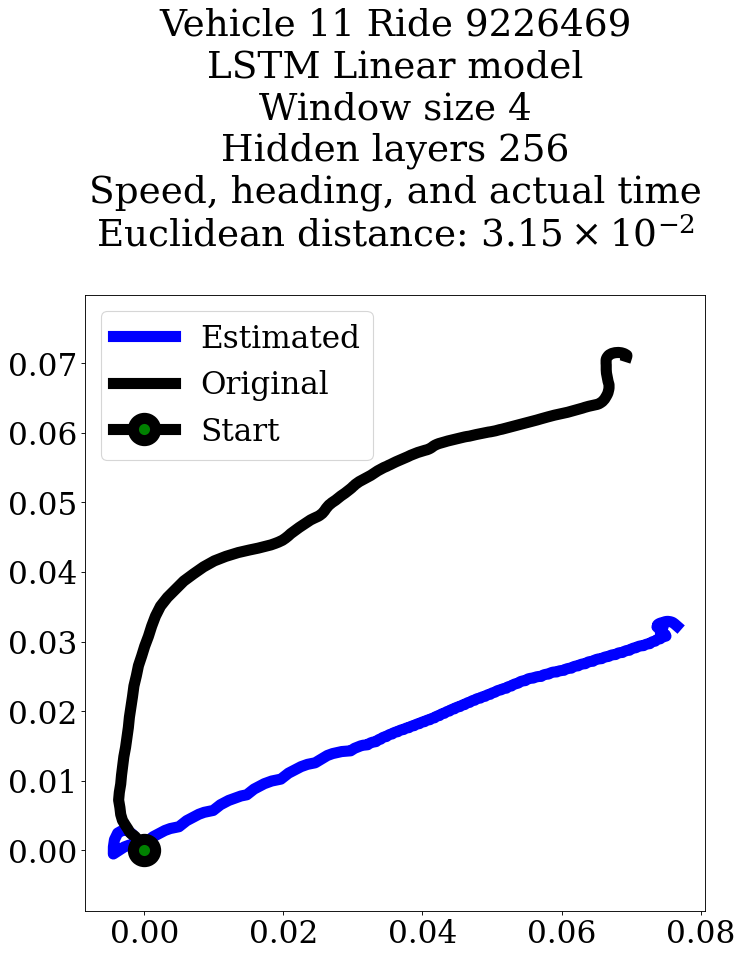 Vehicle 11 Ride 9226469
LSTM Linear model
Window size 4
Hidden layers 256
Speed, heading, and actual time
Euclidean distance: 3.15 × 10⁻²
Estimated
Original
Start
0.07
0.06
0.05
0.04
0.03
0.02
0.01
0.00
0.00 0.02 0.04 0.06 0.08